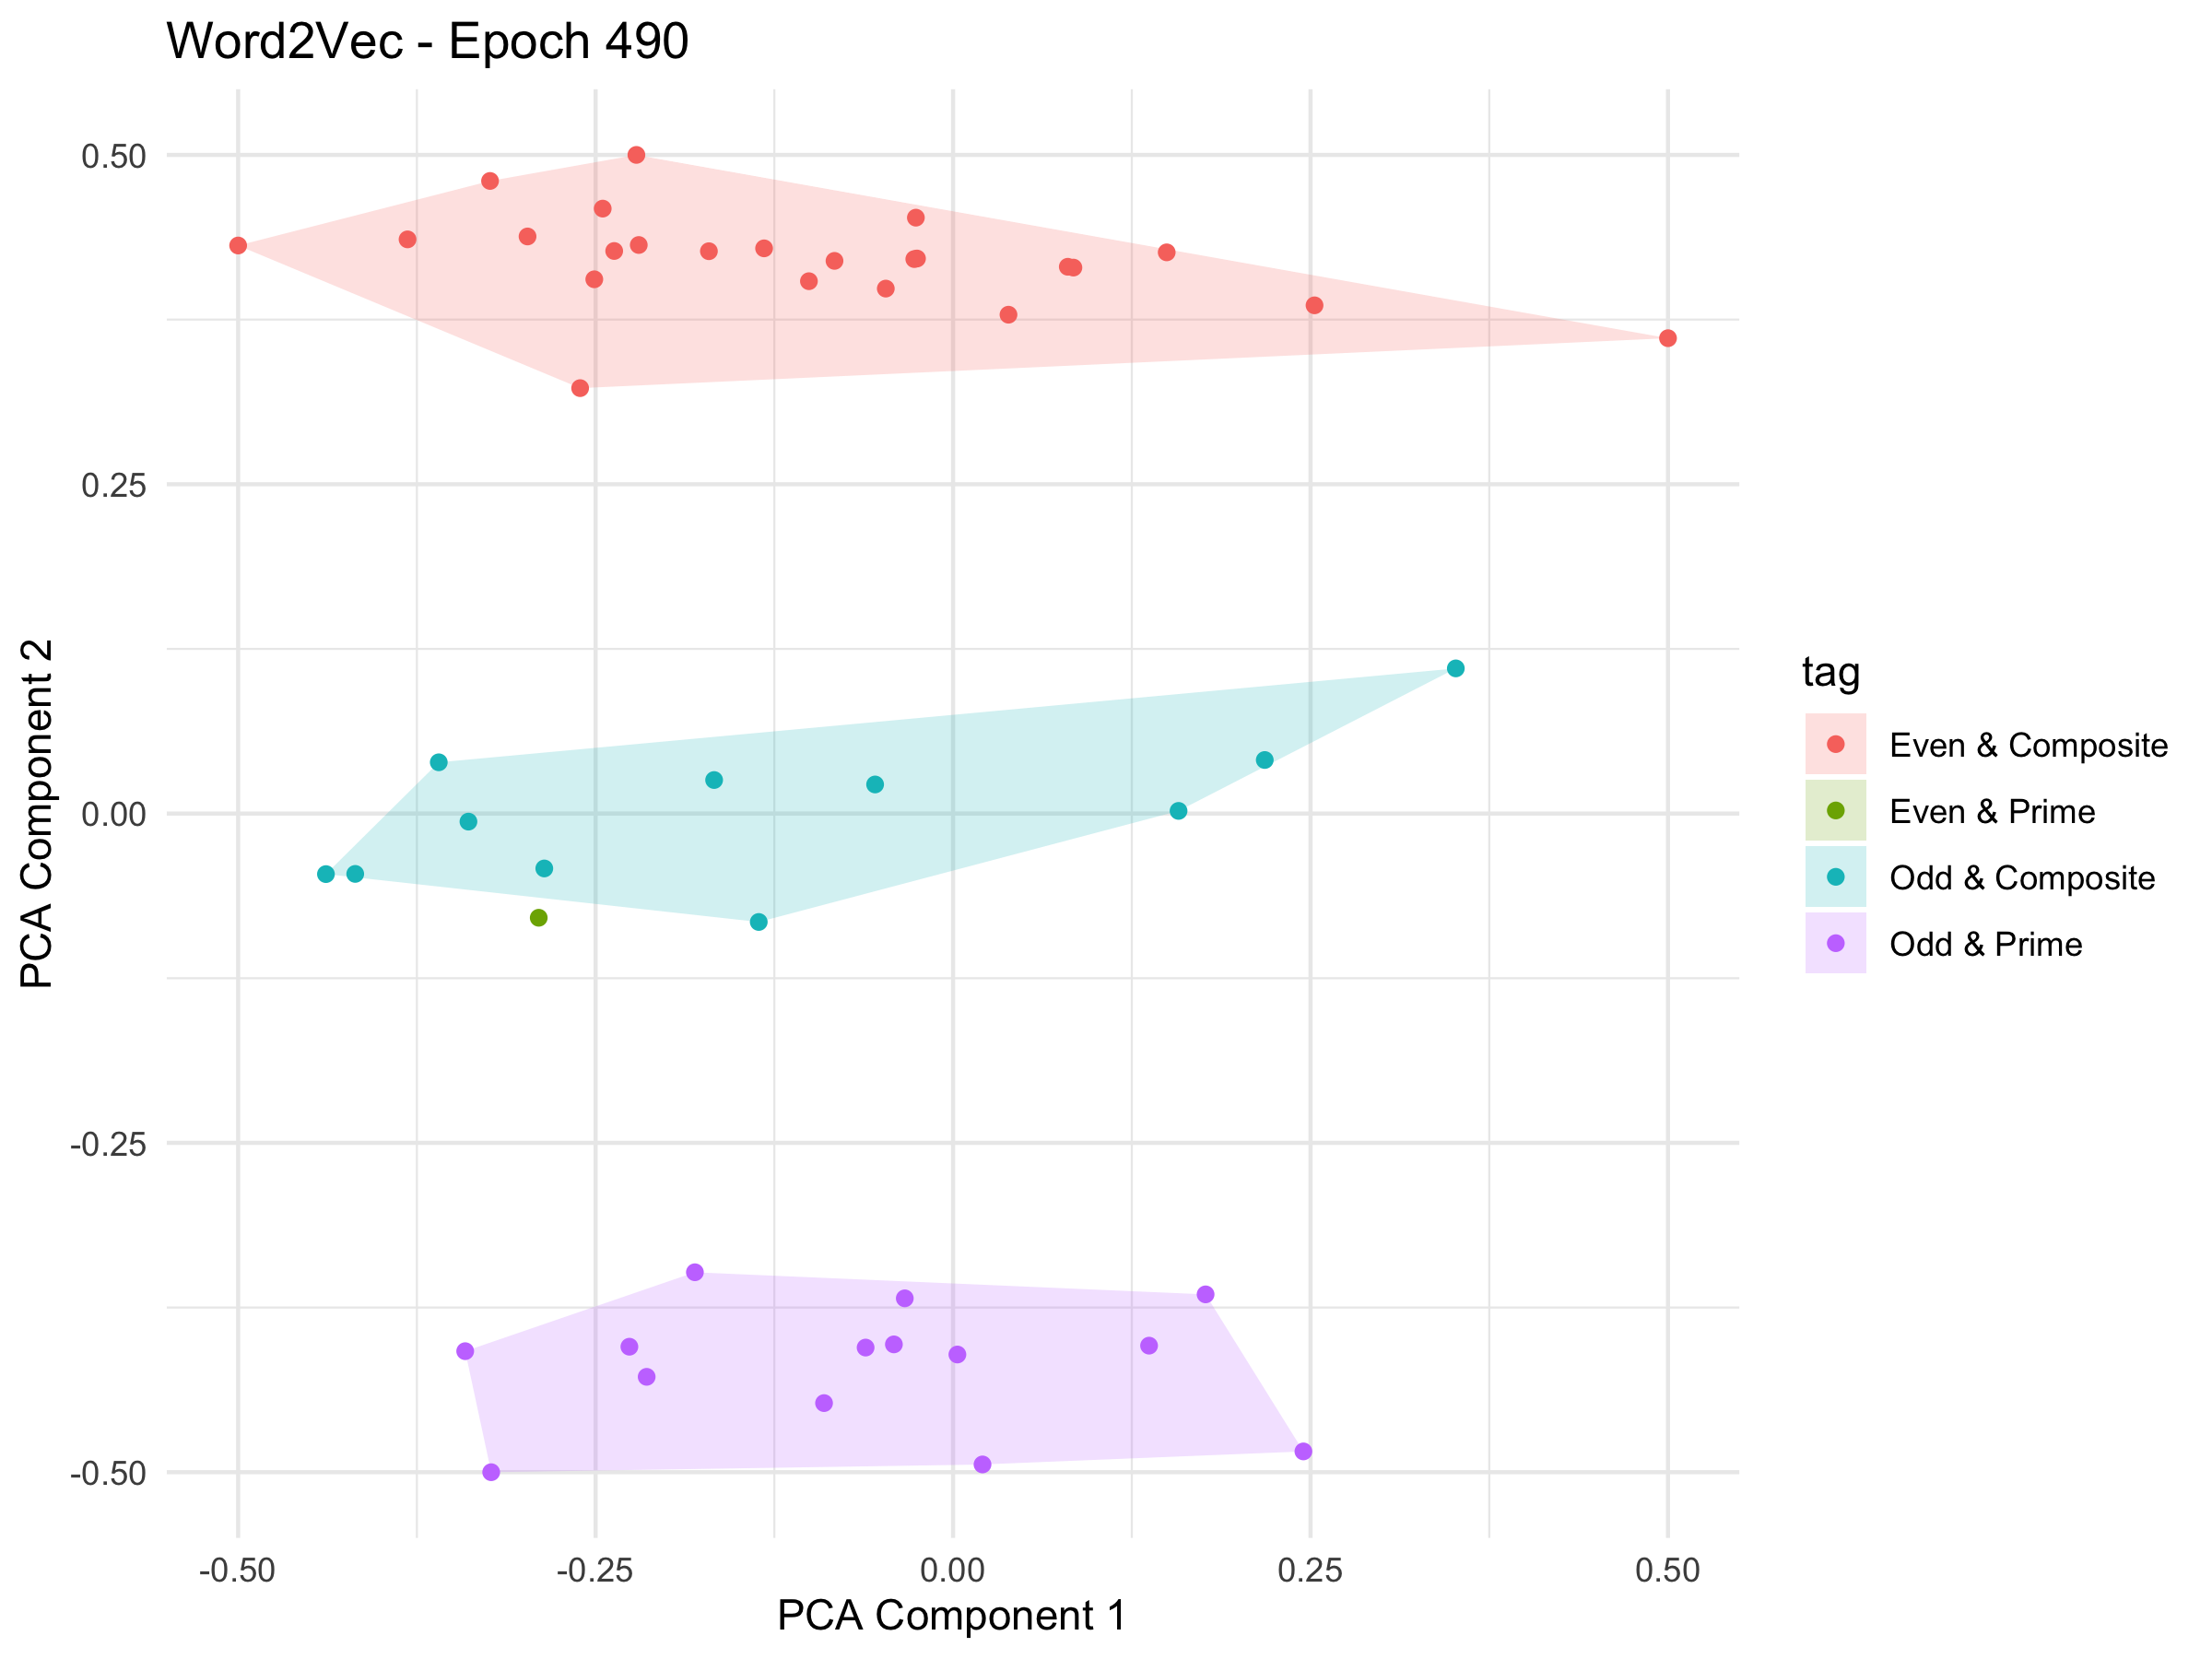 Word2Vec - Epoch 490
0.50
0.25
0.00
-0.25
-0.50
PCA Component 2
-0.50
-0.25
0.00
0.25
0.50
PCA Component 1
tag
Even & Composite
Even & Prime
Odd & Composite
Odd & Prime